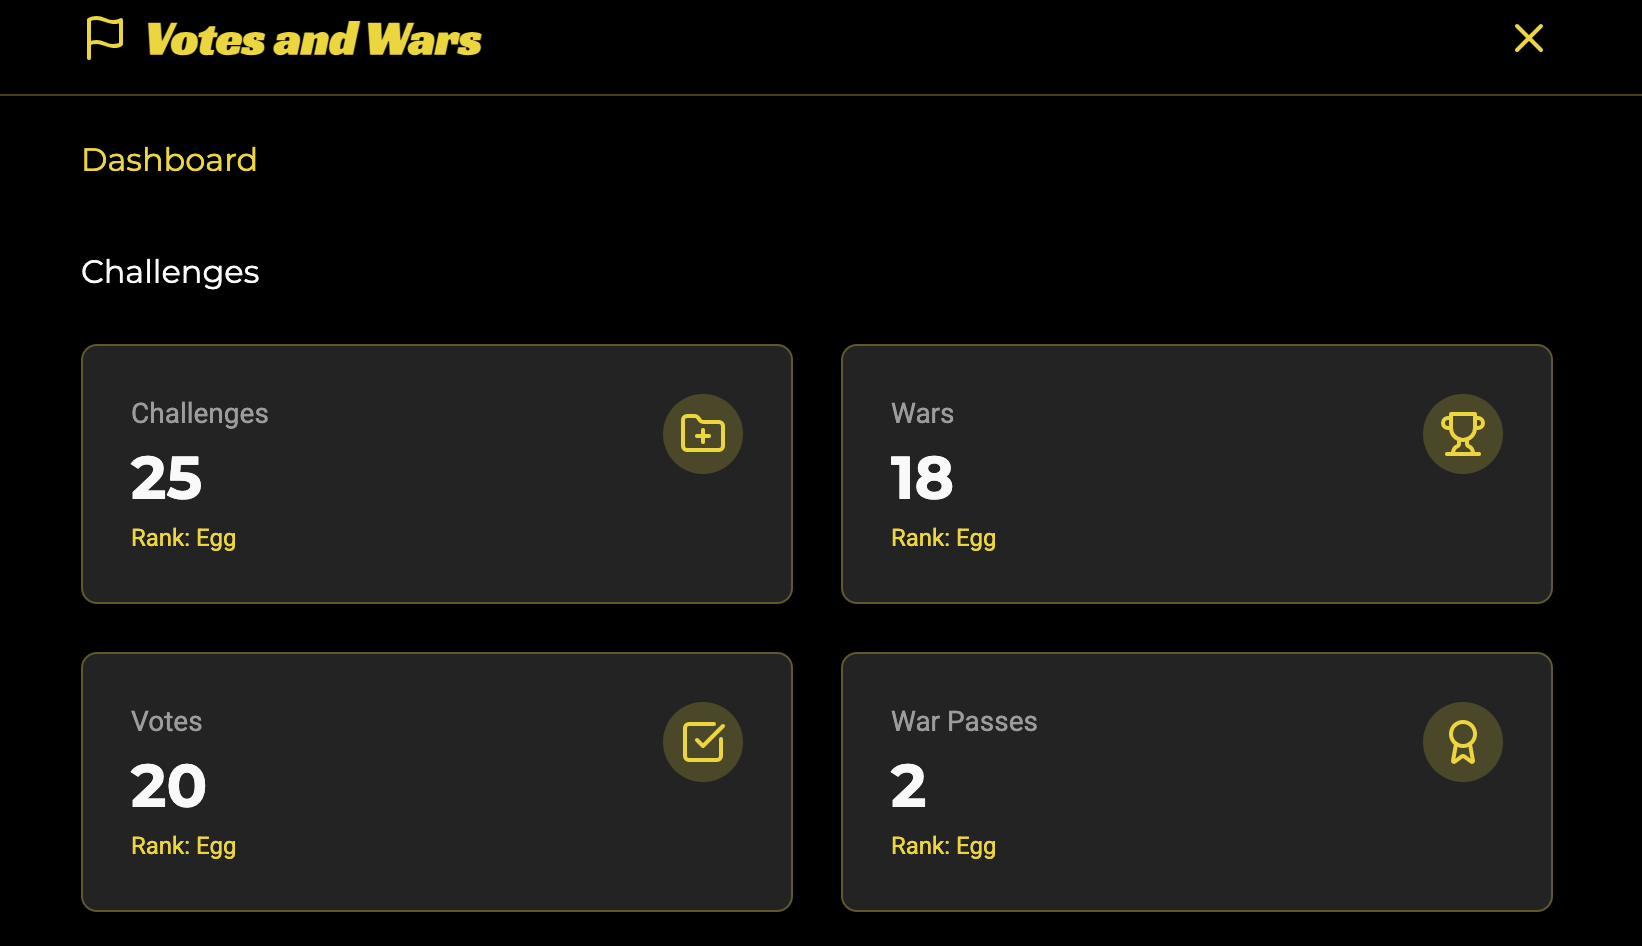 Votes and Wars
Dashboard
Challenges
Challenges
25
Rank: Egg
Wars
18
Rank: Egg
Votes
20
Rank: Egg
War Passes
2
Rank: Egg